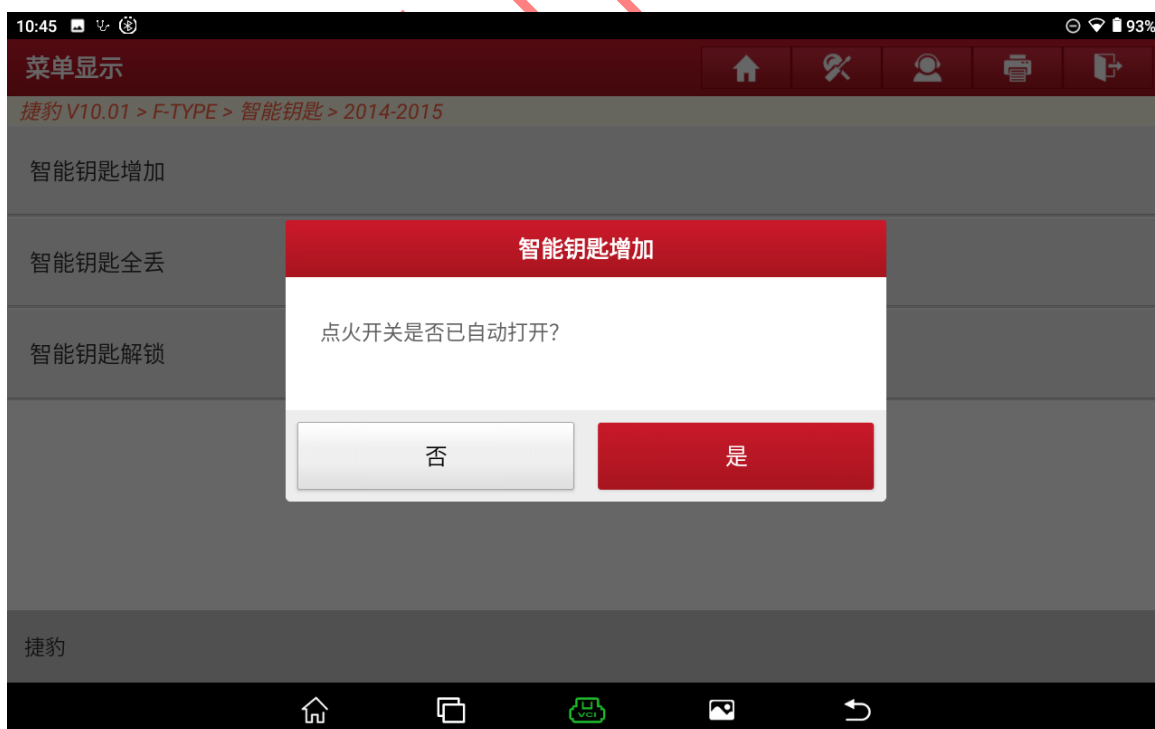 10:45
93%
菜单显示
捷豹 V10.01 > F-TYPE > 智能钥匙 > 2014-2015
智能钥匙增加
智能钥匙全丢
智能钥匙解锁
智能钥匙增加
点火开关是否已自动打开?
否
是
捷豹
VCI